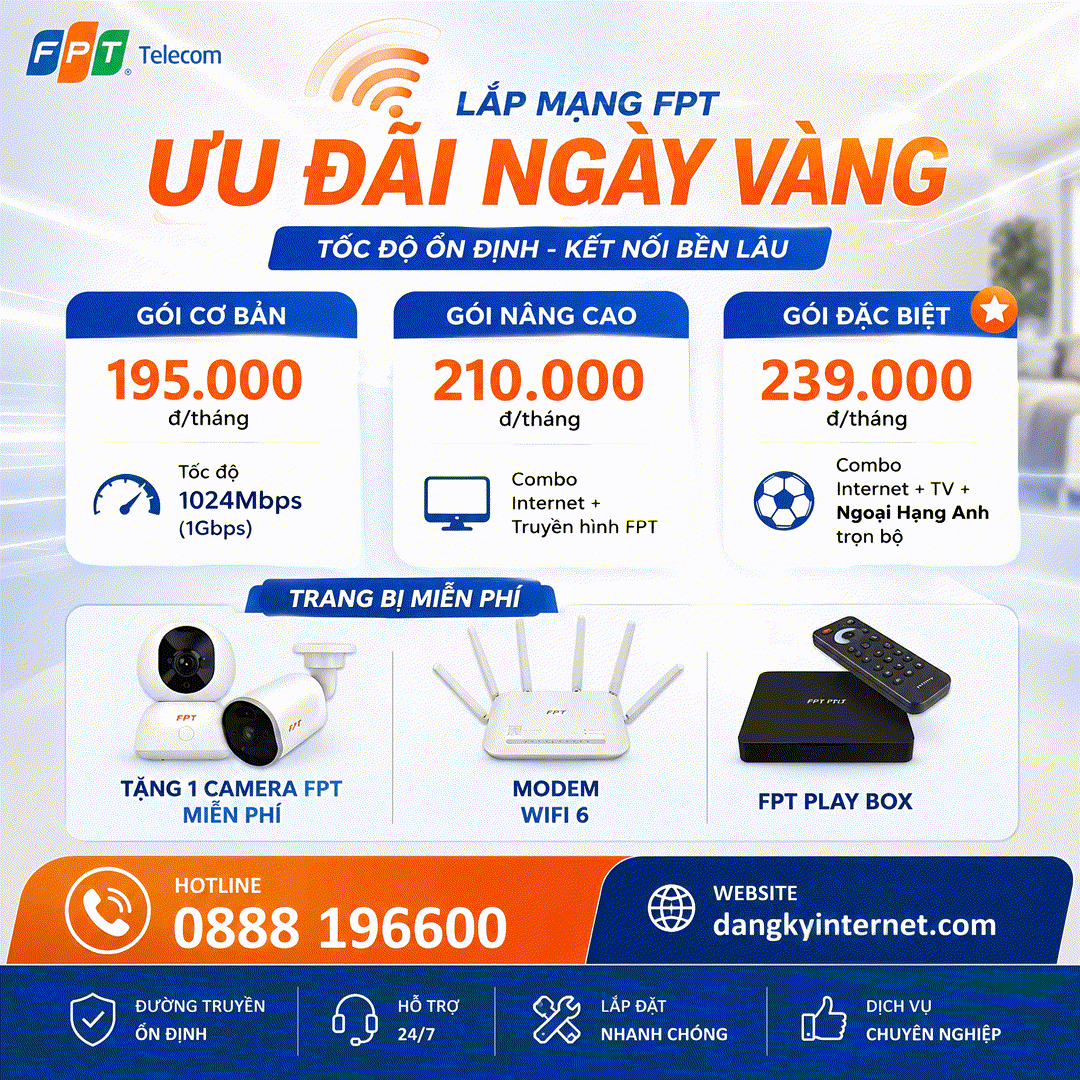 FPT Telecom
LẮP MẠNG FPT
ƯU ĐÃI NGÀY VÀNG
TỐC ĐỘ ỔN ĐỊNH - KẾT NỐI BỀN LÂU
GÓI CƠ BẢN
195.000
đ/tháng
Tốc độ
1024Mbps
(1Gbps)
GÓI NÂNG CAO
210.000
đ/tháng
Combo
Internet +
Truyền hình FPT
GÓI ĐẶC BIỆT
239.000
đ/tháng
Combo
Internet + TV +
Ngoại Hạng Anh
trọn bộ
TRANG BỊ MIỄN PHÍ
FPT
FPT
TẶNG 1 CAMERA FPT
MIỄN PHÍ
FPT
MODEM
WIFI 6
FPT
FPT PLAY BOX
HOTLINE
0888 196600
WEBSITE
dangkyinternet.com
ĐƯỜNG TRUYỀN
ỔN ĐỊNH
HỖ TRỢ
24/7
LẮP ĐẶT
NHANH CHÓNG
DỊCH VỤ
CHUYÊN NGHIỆP